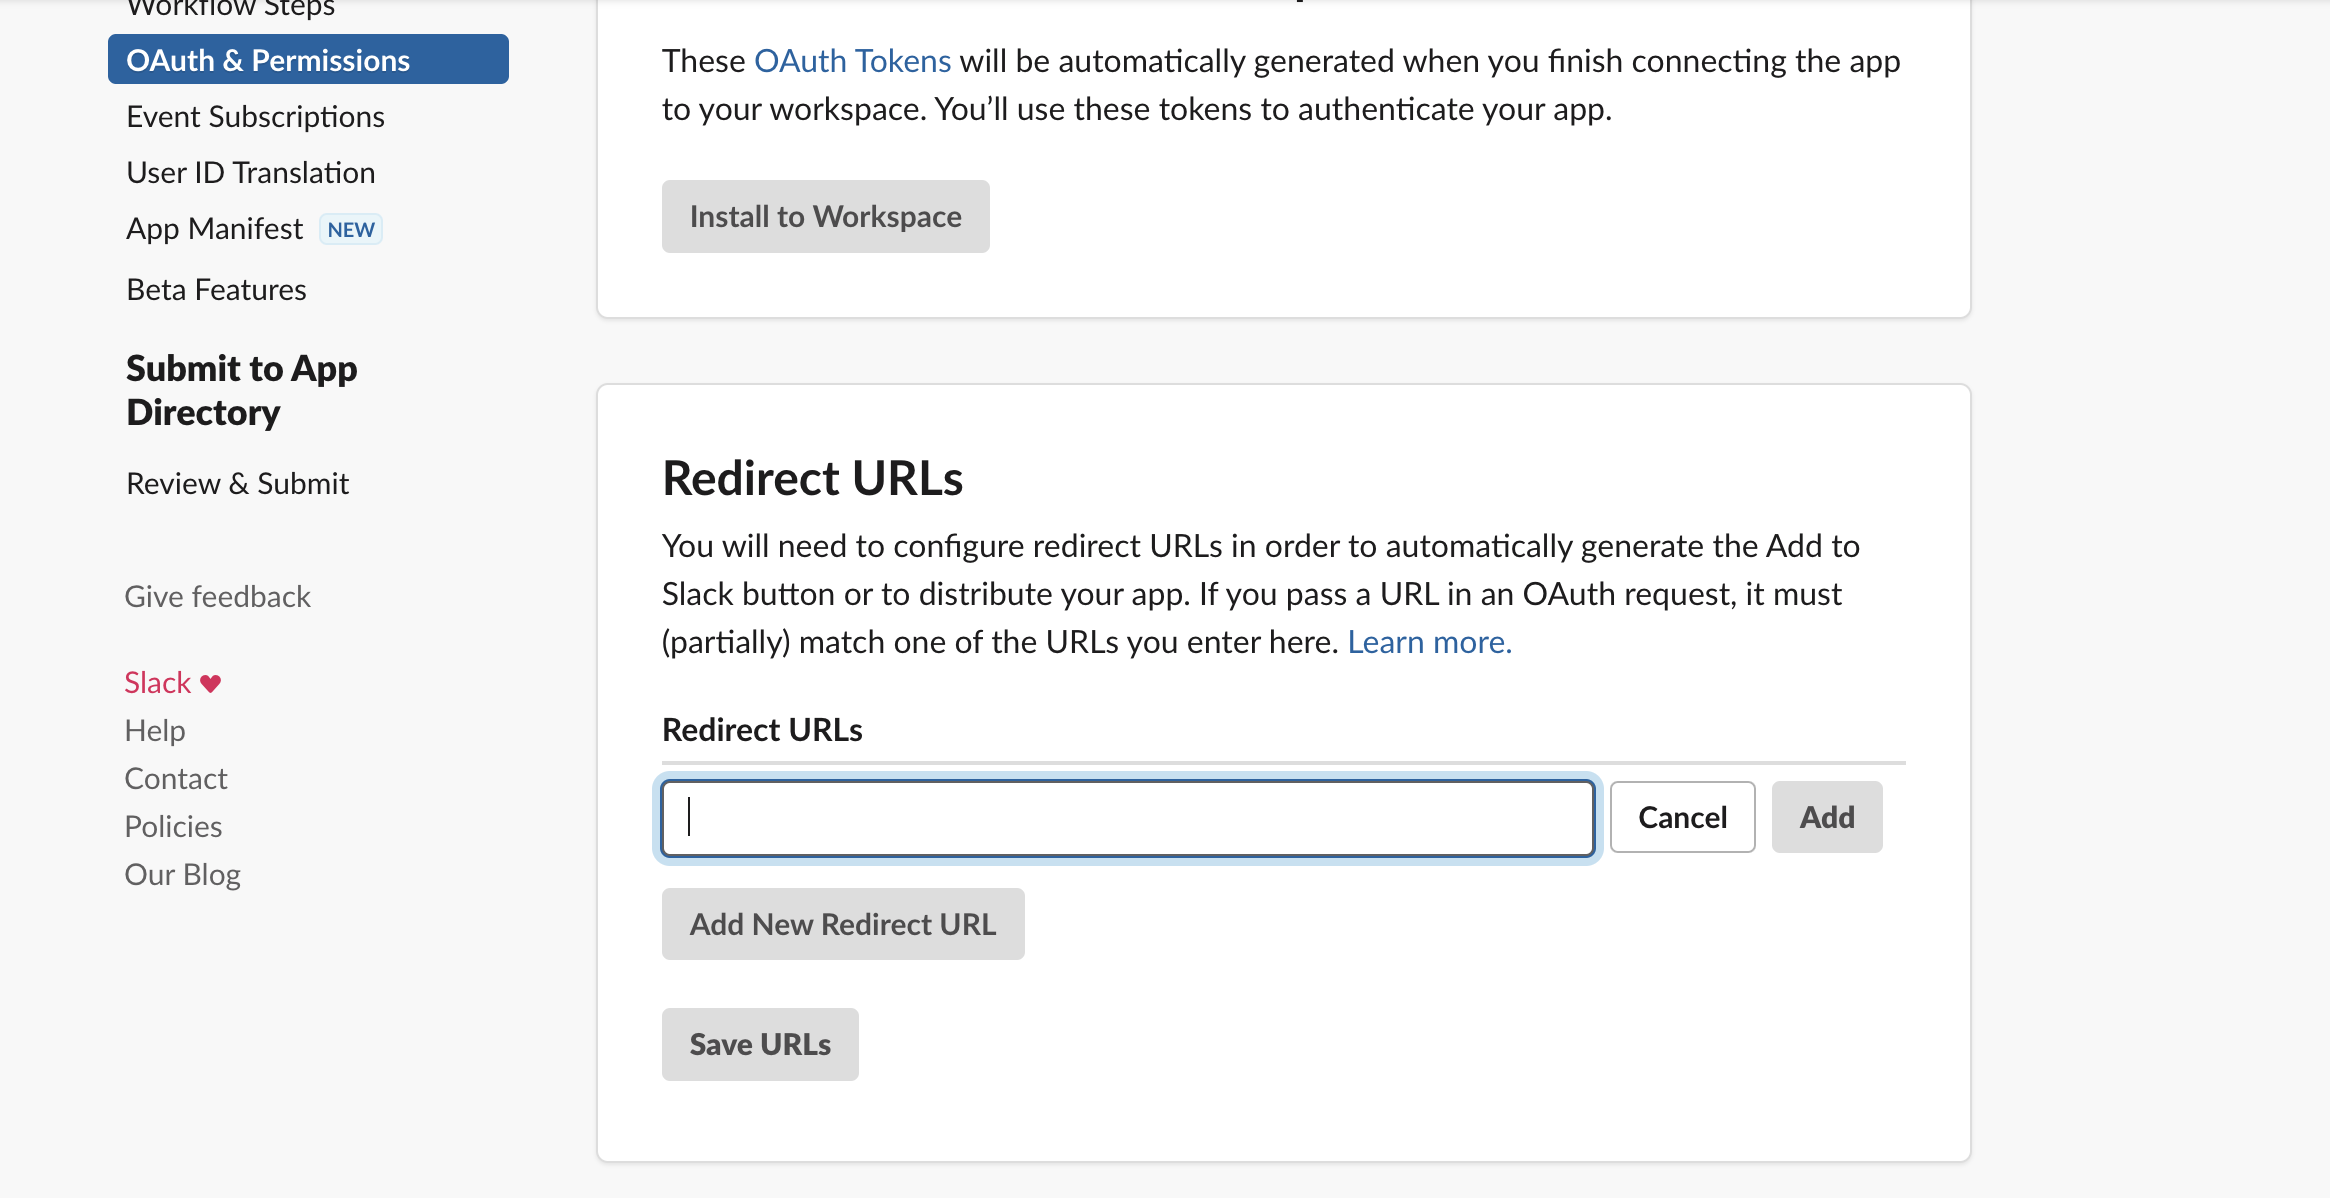 Workflow Steps
OAuth & Permissions
Event Subscriptions
User ID Translation
App Manifest NEW
Beta Features
Submit to App
Directory
Review & Submit
Give feedback
Slack ♥
Help
Contact
Policies
Our Blog
These OAuth Tokens will be automatically generated when you finish connecting the app
to your workspace. You’ll use these tokens to authenticate your app.
Install to Workspace
Redirect URLs
You will need to configure redirect URLs in order to automatically generate the Add to
Slack button or to distribute your app. If you pass a URL in an OAuth request, it must
(partially) match one of the URLs you enter here. Learn more.
Redirect URLs
Cancel
Add
Add New Redirect URL
Save URLs